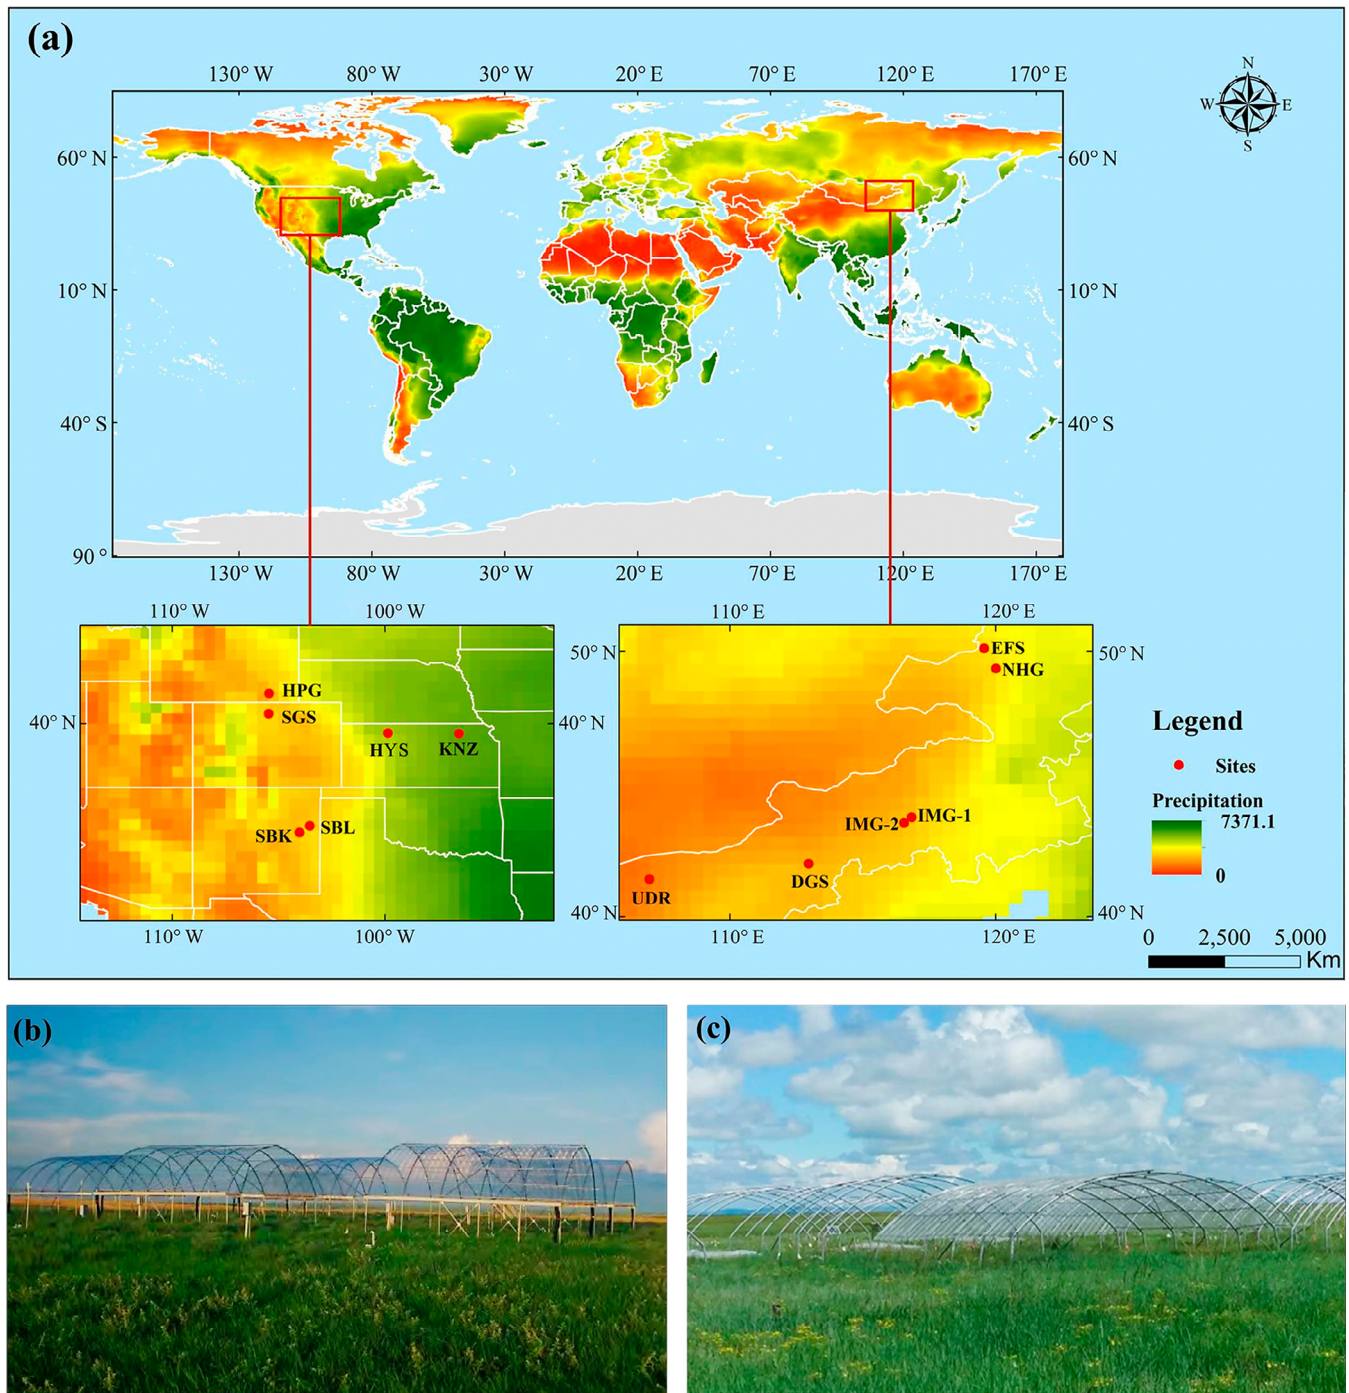 (a)
130° W 80° W 30° W 20° E 70° E 120° E 170° E
N
W E
S
60° N 60° N
10° N 10° N
40° S 40° S
90 °
130° W 80° W 30° W 20° E 70° E 120° E 170° E
110° W 100° W
110° E 120° E
50° N EFS 50° N
NHG
HPG
SGS
40° N 40° N
HYS KNZ
SBK SBL
110° W 100° W
IMG-2 IMG-1
DGS
UDR
40° N 40° N
110° E 120° E
Legend
Sites
Precipitation
7371.1
0
0 2,500 5,000
Km
(b)
(c)